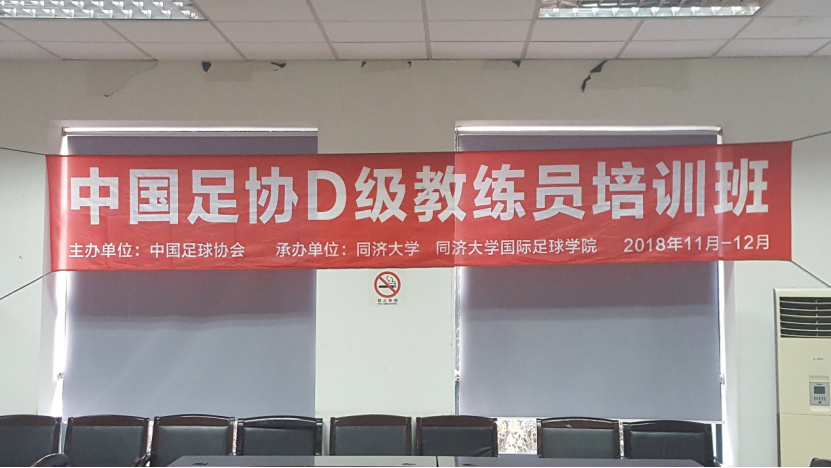 中国足协D级教练员培训班
主办单位：中国足球协会 承办单位：同济大学 同济大学国际足球学院 2018年11月-12月